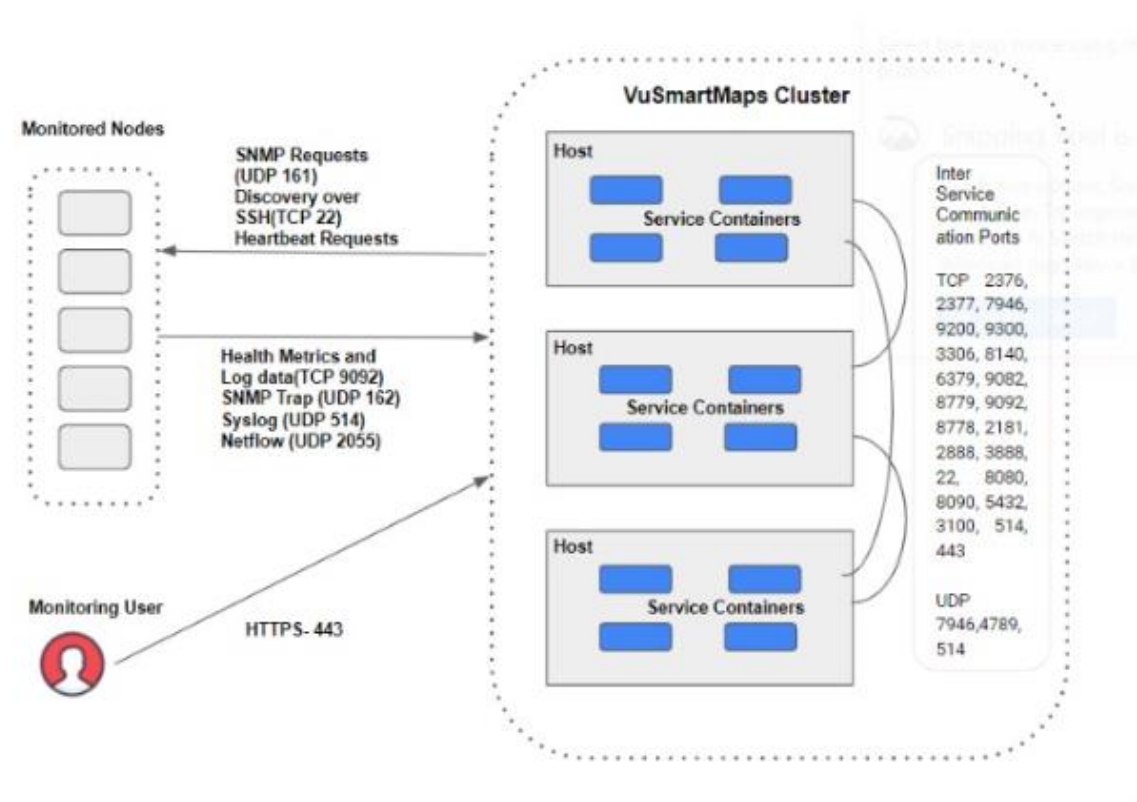 VuSmartMaps Cluster
Monitored Nodes
SNMP Requests
(UDP 161)
Discovery over
SSH(TCP 22)
Heartbeat Requests
Health Metrics and
Log data(TCP 9092)
SNMP Trap (UDP 162)
Syslog (UDP 514)
Netflow (UDP 2055)
Monitoring User
HTTPS- 443
Host
Service Containers
Host
Service Containers
Host
Service Containers
Inter
Service
Communic
ation Ports
TCP 2376,
2377, 7946,
9200, 9300,
3306, 8140,
6379, 9082,
8779, 9092,
8778, 2181,
2888, 3888,
22, 8080,
8090, 5432,
3100, 514,
443
UDP
7946,4789,
514
Snipping Tool is